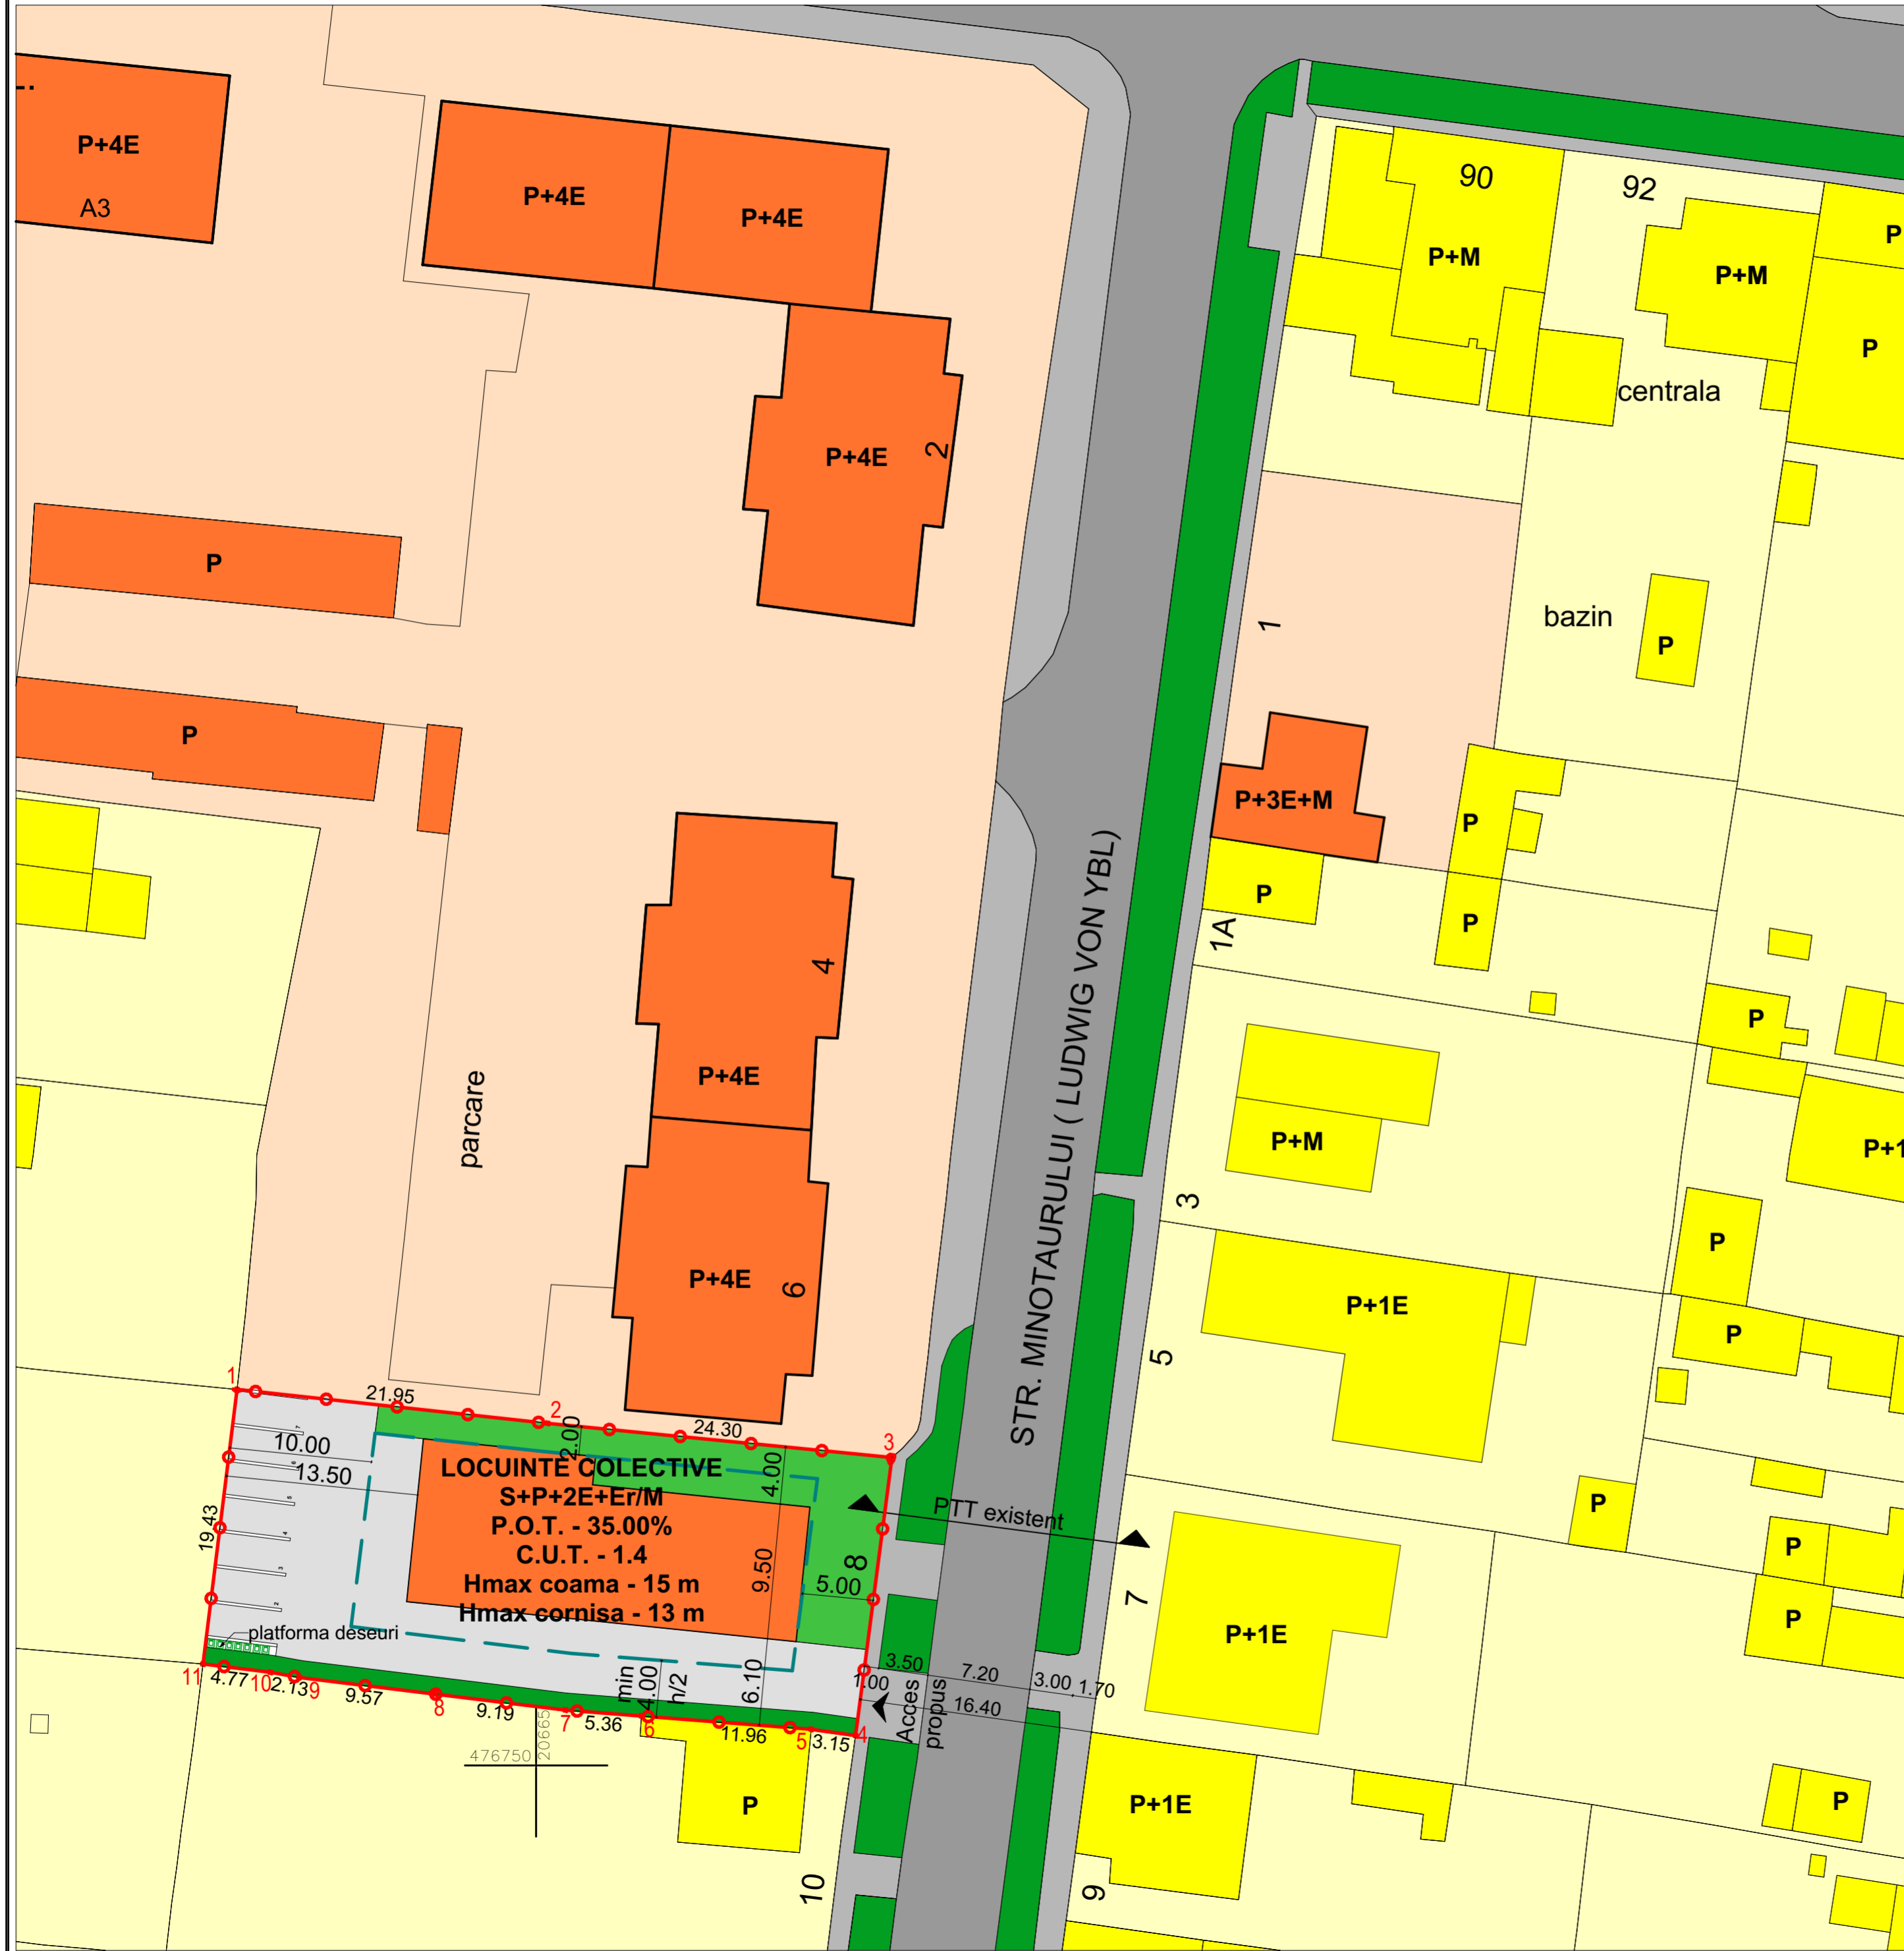 P+4E
A3
P+4E
P+4E
90
92
P
P+M
P+M
P
centrala
P+4E
2
P
1
bazin
P
P
P+3E+M
P
P
P
1A
4
P
P+4E
parcare
STR. MINOTAURULUI ( LUDWIG VON YBL)
P+M
P+1
3
P
P+4E
6
P+1E
P
5
1
21.95
2
24.30
3
2.00
4.00
10.00
13.50
LOCUINTE COLECTIVE
S+P+2E+Er/M
P.O.T. - 35.00%
C.U.T. - 1.4
Hmax coama - 15 m
Hmax cornisa - 13 m
PTT existent
P
19.43
9.50
8
5.00
7
P
P
P+1E
platforma deseuri
11
4.77
10
2.13
9
9.57
8
9.19
7
5.36
6
11.96
5
3.15
4
min
4.00
h/2
6.10
1.00
3.50
7.20
3.00
1.70
16.40
Acces
propus
476750
20665
P
P+1E
P
10
9